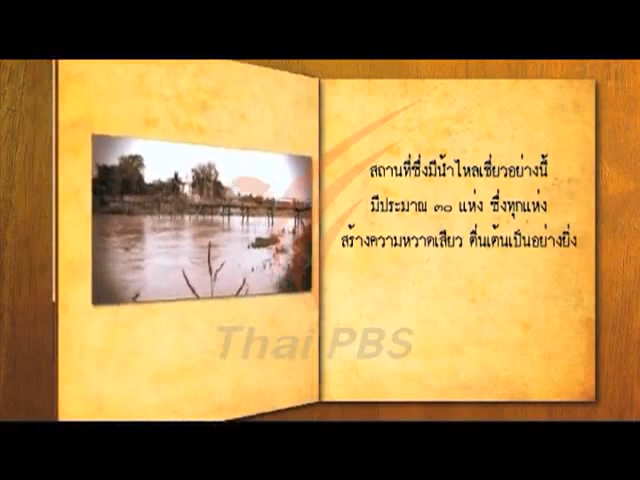 สถานที่ซึ่งมีน้ำไหลเชี่ยวอย่างนี้
มีประมาณ ๓๐ แห่ง ซึ่งทุกแห่ง
สร้างความหวาดเสียว ตื่นเต้นเป็นอย่างยิ่ง
Thai PBS